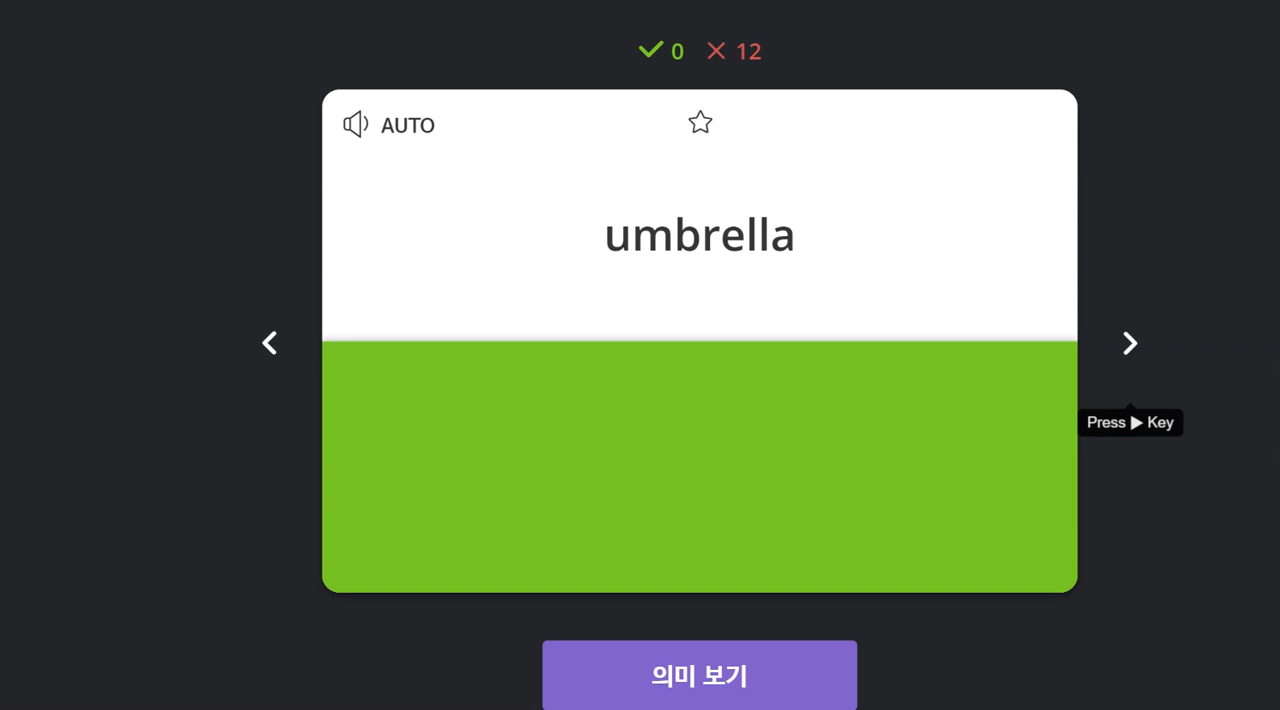 0 12
AUTO
umbrella
Press ▶ Key
의미 보기